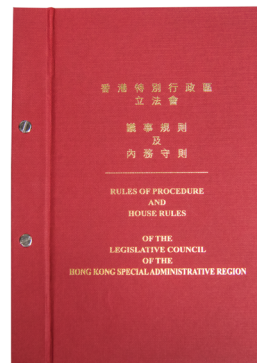 香港特別行政區
立法會
議事規則
及
內務守則
RULES OF PROCEDURE
AND
HOUSE RULES
OF THE
LEGISLATIVE COUNCIL
OF THE
HONG KONG SPECIAL ADMINISTRATIVE REGION